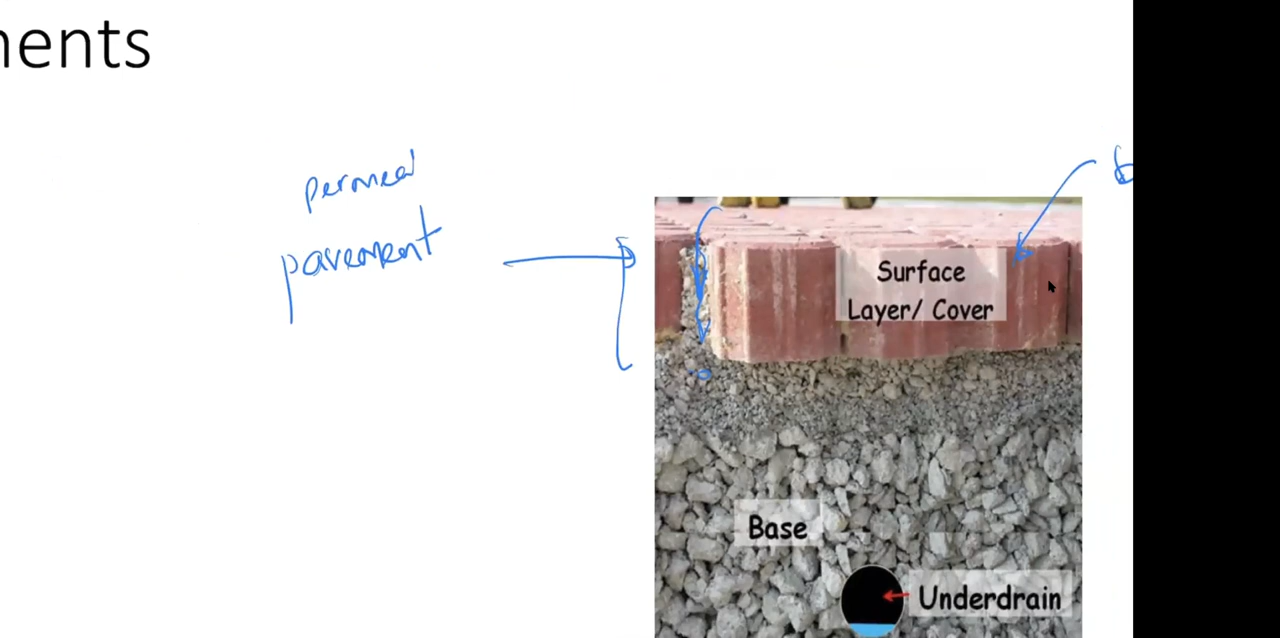 ments
permeal
pavement
b
Surface
Layer/ Cover
Base
Underdrain